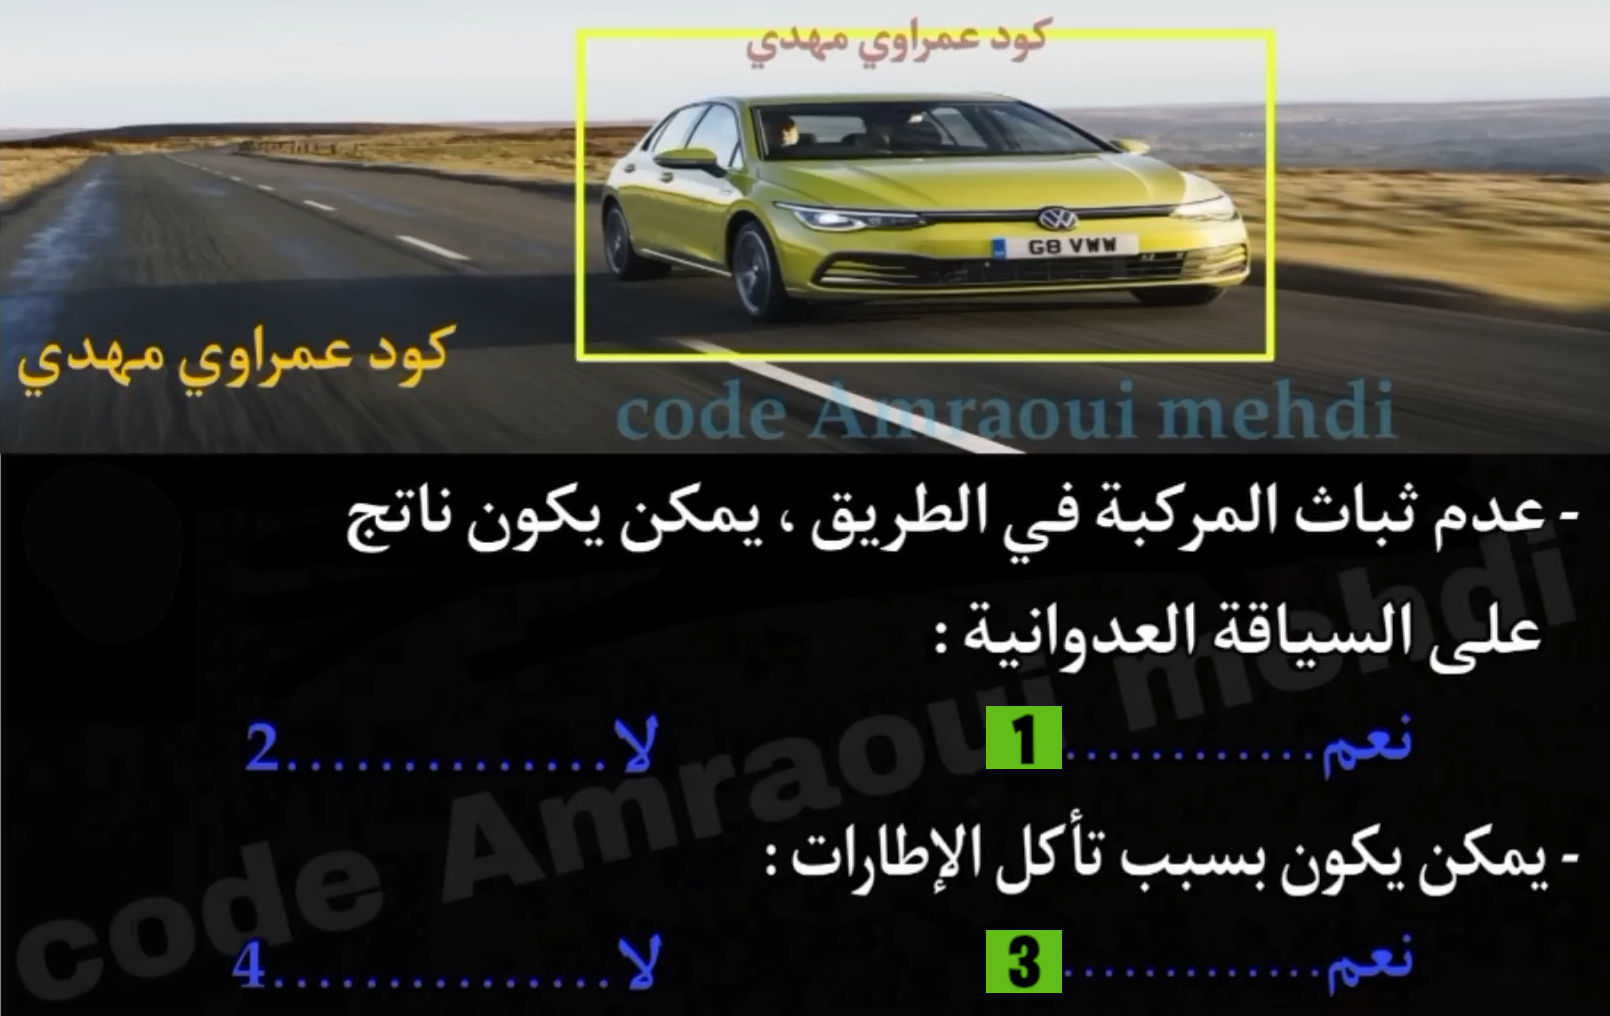 كود عمراوي مهدي
G8 VWW
كود عمراوي مهدي
code Amraoui mehdi
- عدم ثباث المركبة في الطريق ، يمكن يكون ناتج
على السياقة العدوانية :
نعم............1 لا..............2
- يمكن يكون بسبب تأكل الإطارات :
نعم............3 لا..............4
code Amraoui mehdi